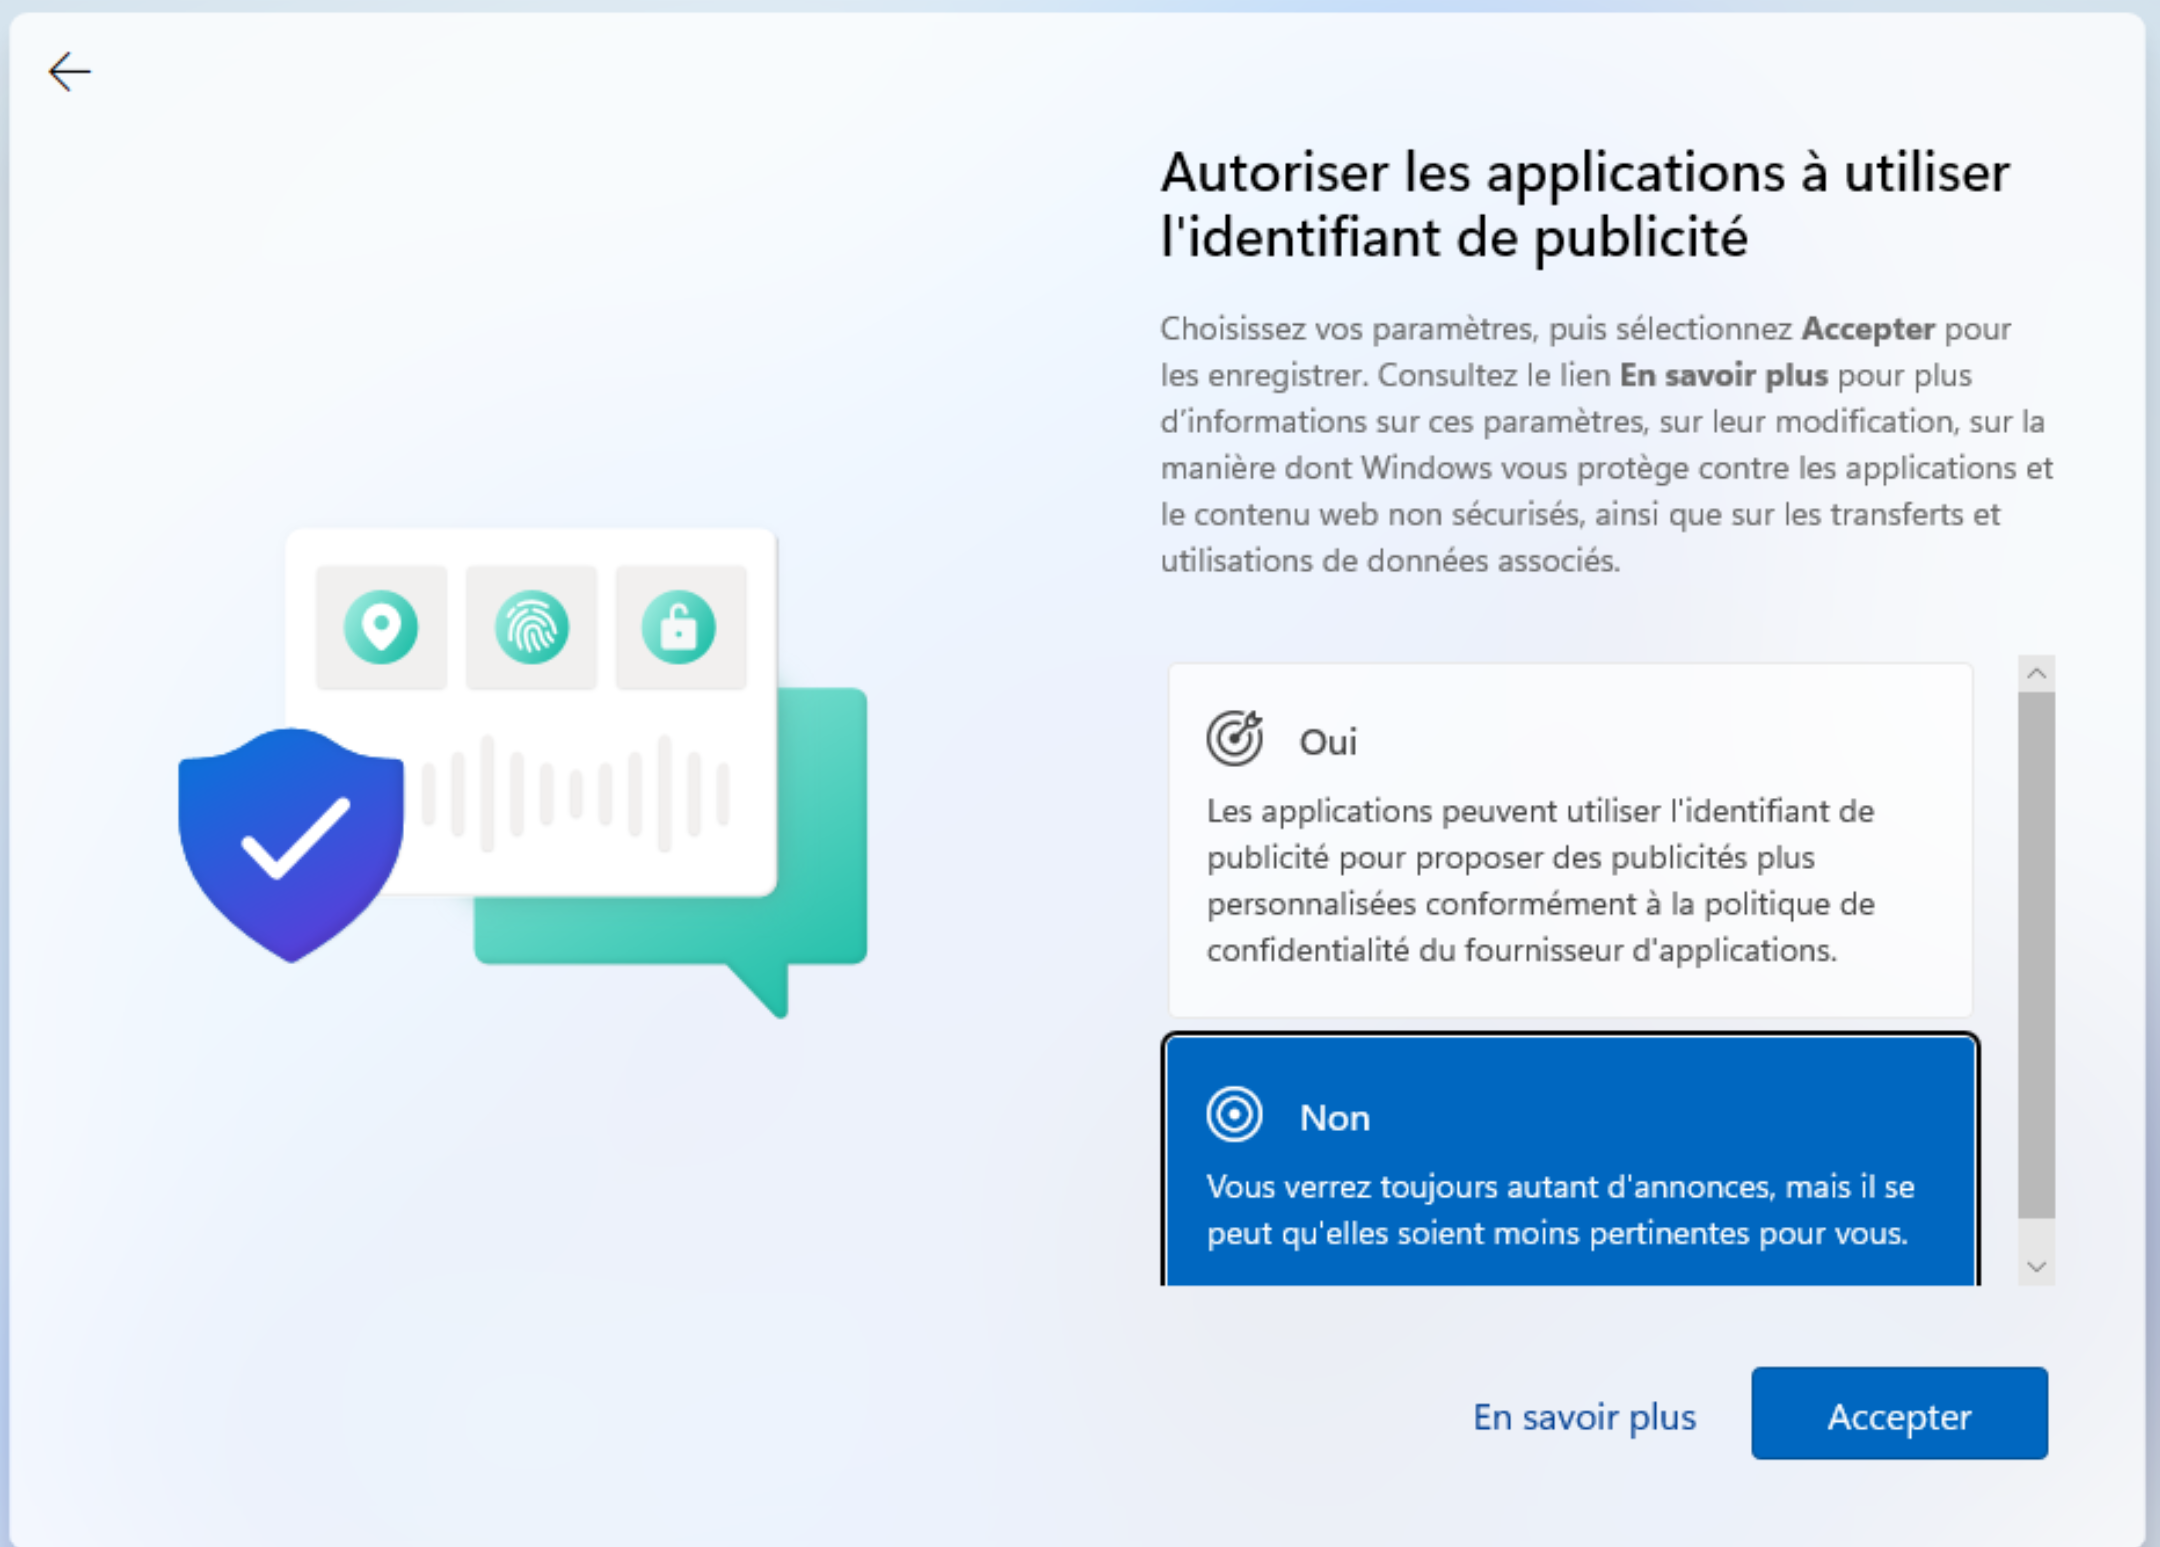 Autoriser les applications à utiliser
l'identifiant de publicité
Choisissez vos paramètres, puis sélectionnez Accepter pour
les enregistrer. Consultez le lien En savoir plus pour plus
d’informations sur ces paramètres, sur leur modification, sur la
manière dont Windows vous protège contre les applications et
le contenu web non sécurisés, ainsi que sur les transferts et
utilisations de données associés.
Oui
Les applications peuvent utiliser l'identifiant de
publicité pour proposer des publicités plus
personnalisées conformément à la politique de
confidentialité du fournisseur d'applications.
Non
Vous verrez toujours autant d'annonces, mais il se
peut qu'elles soient moins pertinentes pour vous.
En savoir plus
Accepter